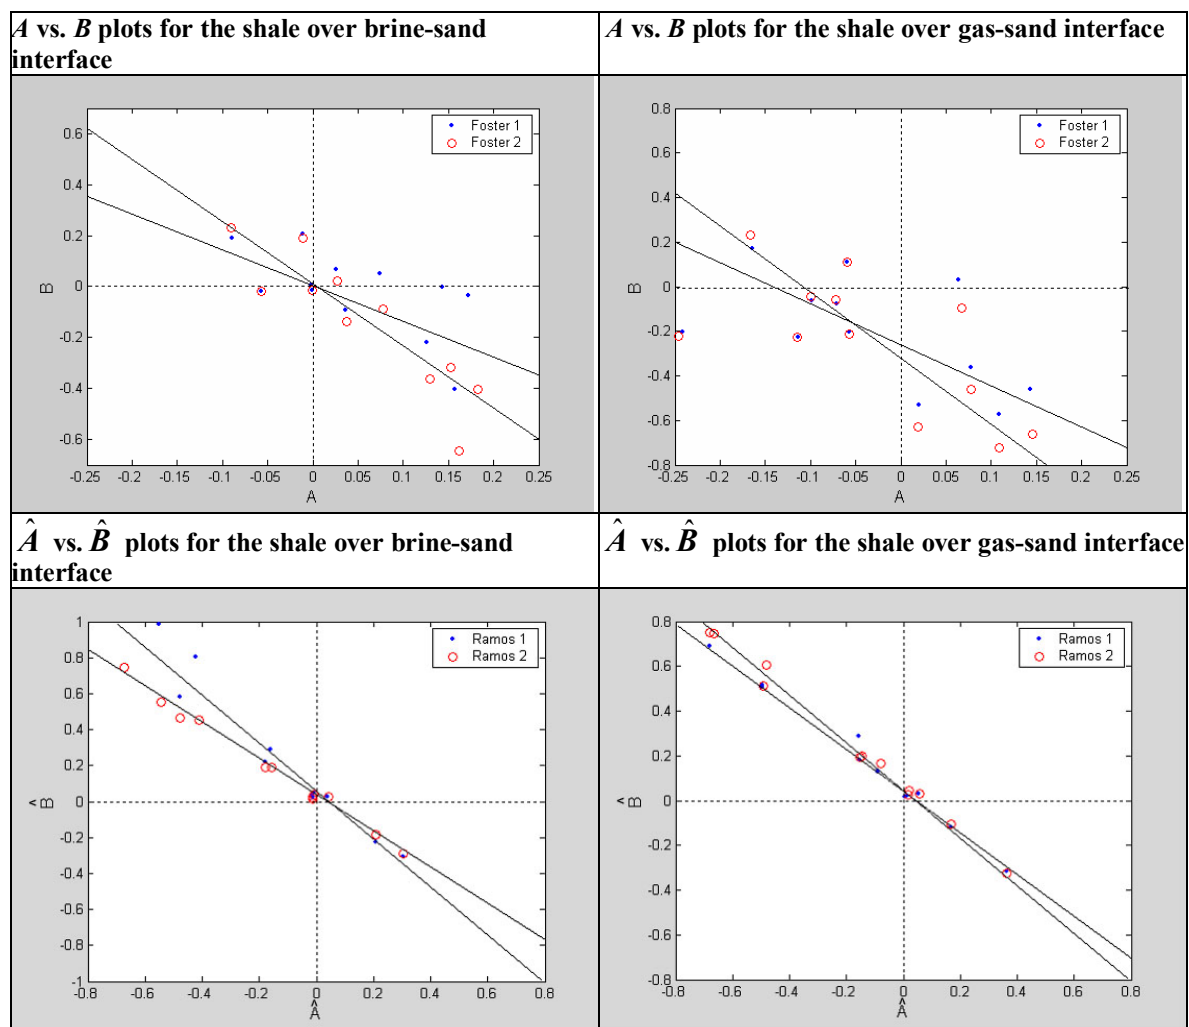 A vs. B plots for the shale over brine-sand
interface
A vs. B plots for the shale over gas-sand interface
0.6
0.4
0.2
0
-0.2
-0.4
-0.6
-0.25 -0.2 -0.15 -0.1 -0.05 0 0.05 0.1 0.15 0.2 0.25
A
B
Foster 1
Foster 2
0.8
0.6
0.4
0.2
0
-0.2
-0.4
-0.6
-0.8
-0.25 -0.2 -0.15 -0.1 -0.05 0 0.05 0.1 0.15 0.2 0.25
A
B
Foster 1
Foster 2
Â vs. B̂ plots for the shale over brine-sand
interface
Â vs. B̂ plots for the shale over gas-sand interface
1
0.8
0.6
0.4
0.2
0
-0.2
-0.4
-0.6
-0.8
-1
-0.8 -0.6 -0.4 -0.2 0 0.2 0.4 0.6 0.8
Â
B̂
Ramos 1
Ramos 2
0.8
0.6
0.4
0.2
0
-0.2
-0.4
-0.6
-0.8
-0.8 -0.6 -0.4 -0.2 0 0.2 0.4 0.6 0.8
Â
B̂
Ramos 1
Ramos 2